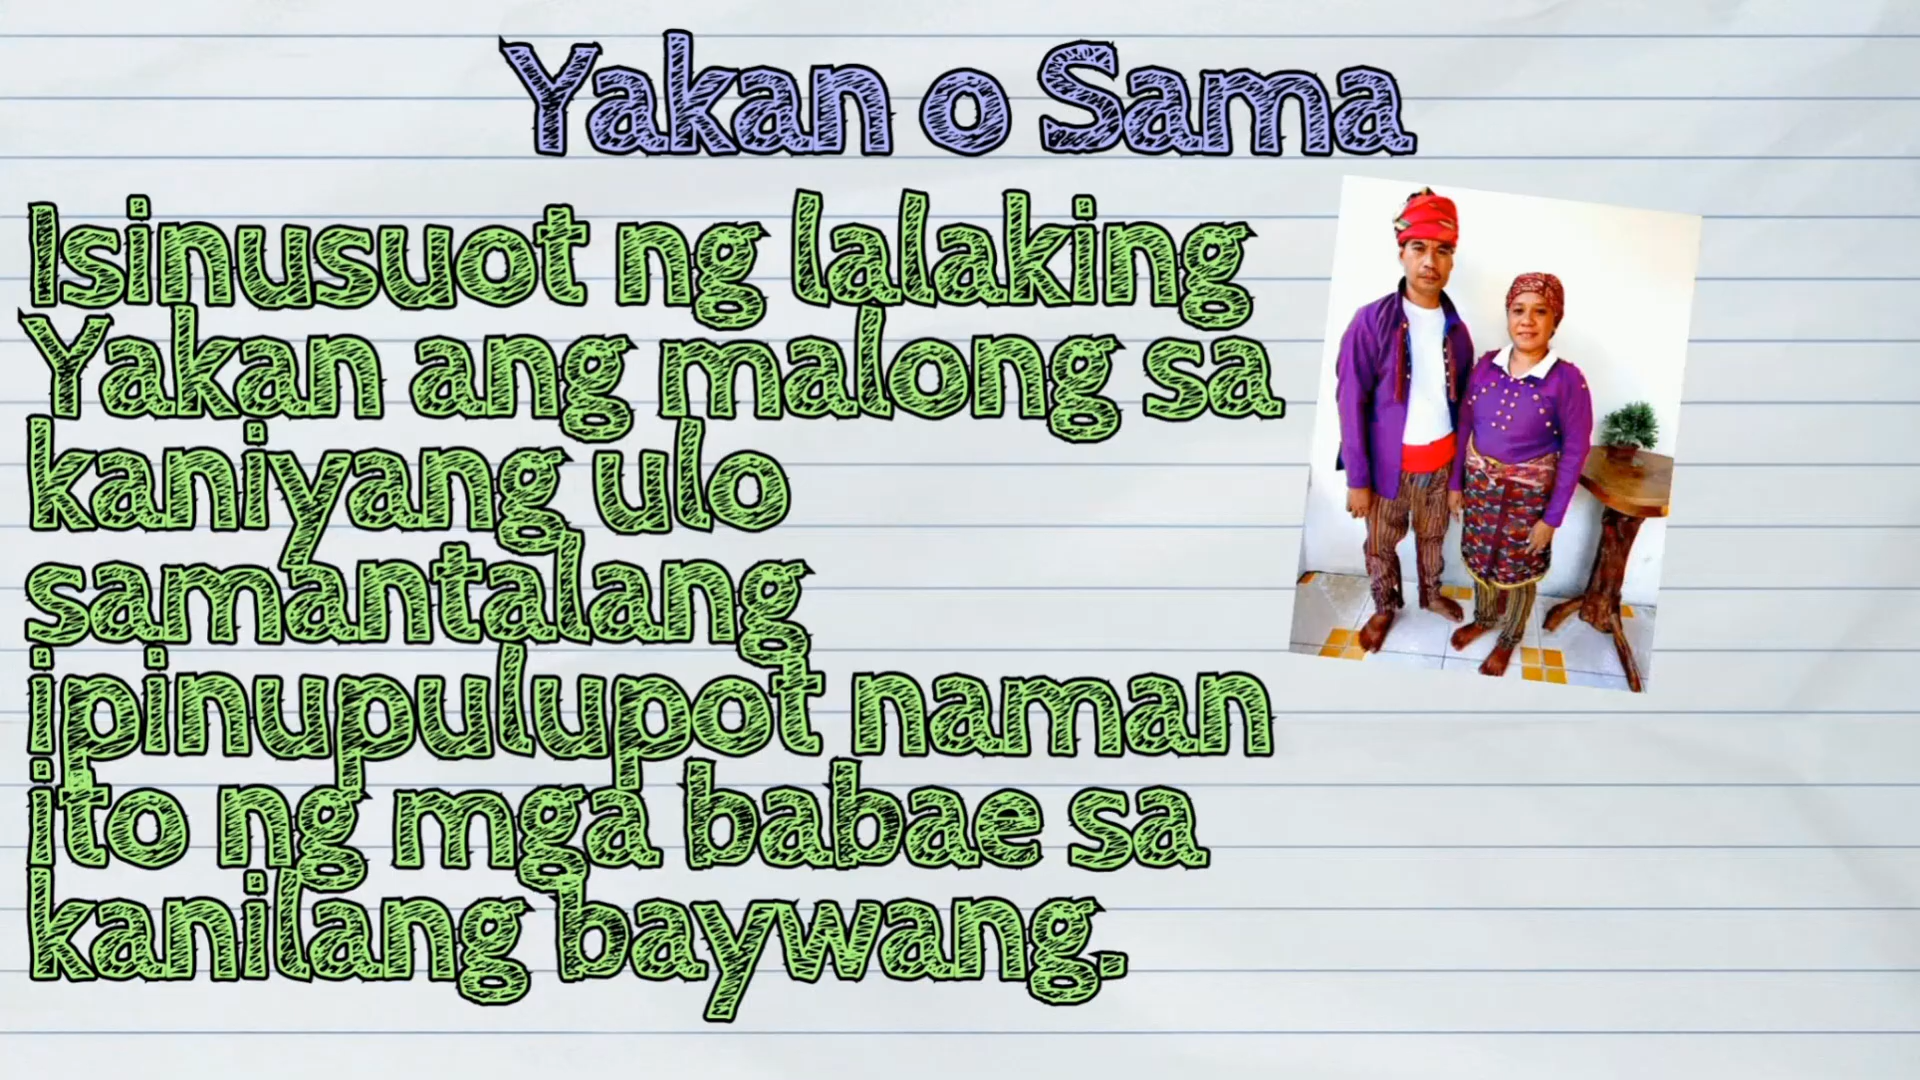 Yakan o Sama
Isinusuot ng lalaking
Yakan ang malong sa
kaniyang ulo
samantalang
ipinupulupot naman
ito ng mga babae sa
kanilang baywang.